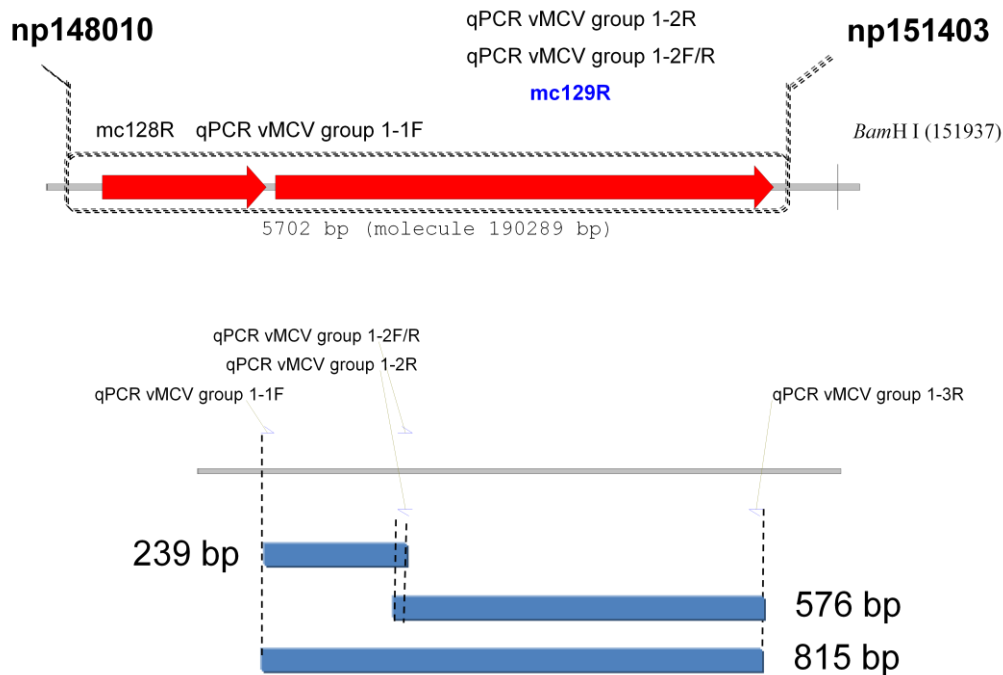 qPCR vMCV group 1-2R
np148010
np151403
qPCR vMCV group 1-2F/R
mc129R
mc128R
qPCR vMCV group 1-1F
BamH I (151937)
5702 bp (molecule 190289 bp)
qPCR vMCV group 1-2F/R
qPCR vMCV group 1-2R
qPCR vMCV group 1-1F
qPCR vMCV group 1-3R
239 bp
576 bp
815 bp